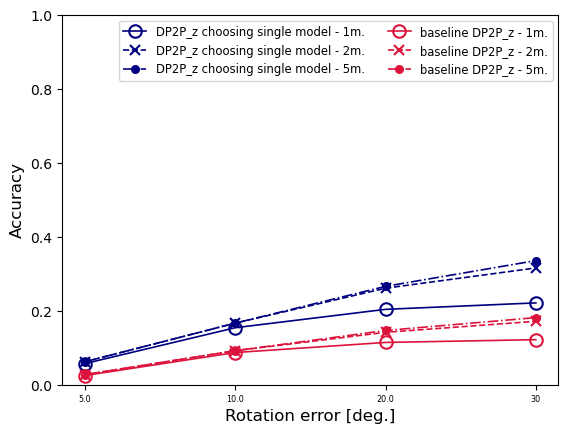 DP2P_z choosing single model - 1m.
DP2P_z choosing single model - 2m.
DP2P_z choosing single model - 5m.
baseline DP2P_z - 1m.
baseline DP2P_z - 2m.
baseline DP2P_z - 5m.
Accuracy
1.0
0.8
0.6
0.4
0.2
0.0
5.0 10.0 20.0 30
Rotation error [deg.]